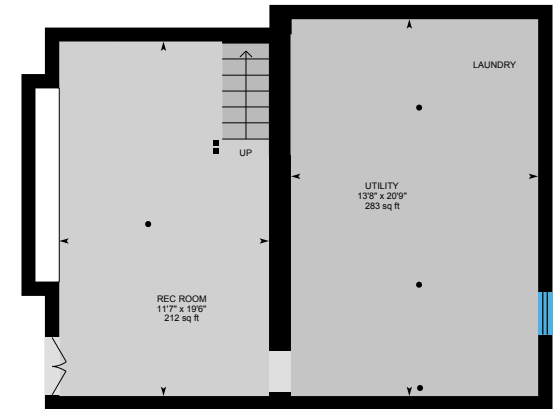 LAUNDRY
UP
UTILITY
13'8" x 20'9"
283 sq ft
REC ROOM
11'7" x 19'6"
212 sq ft